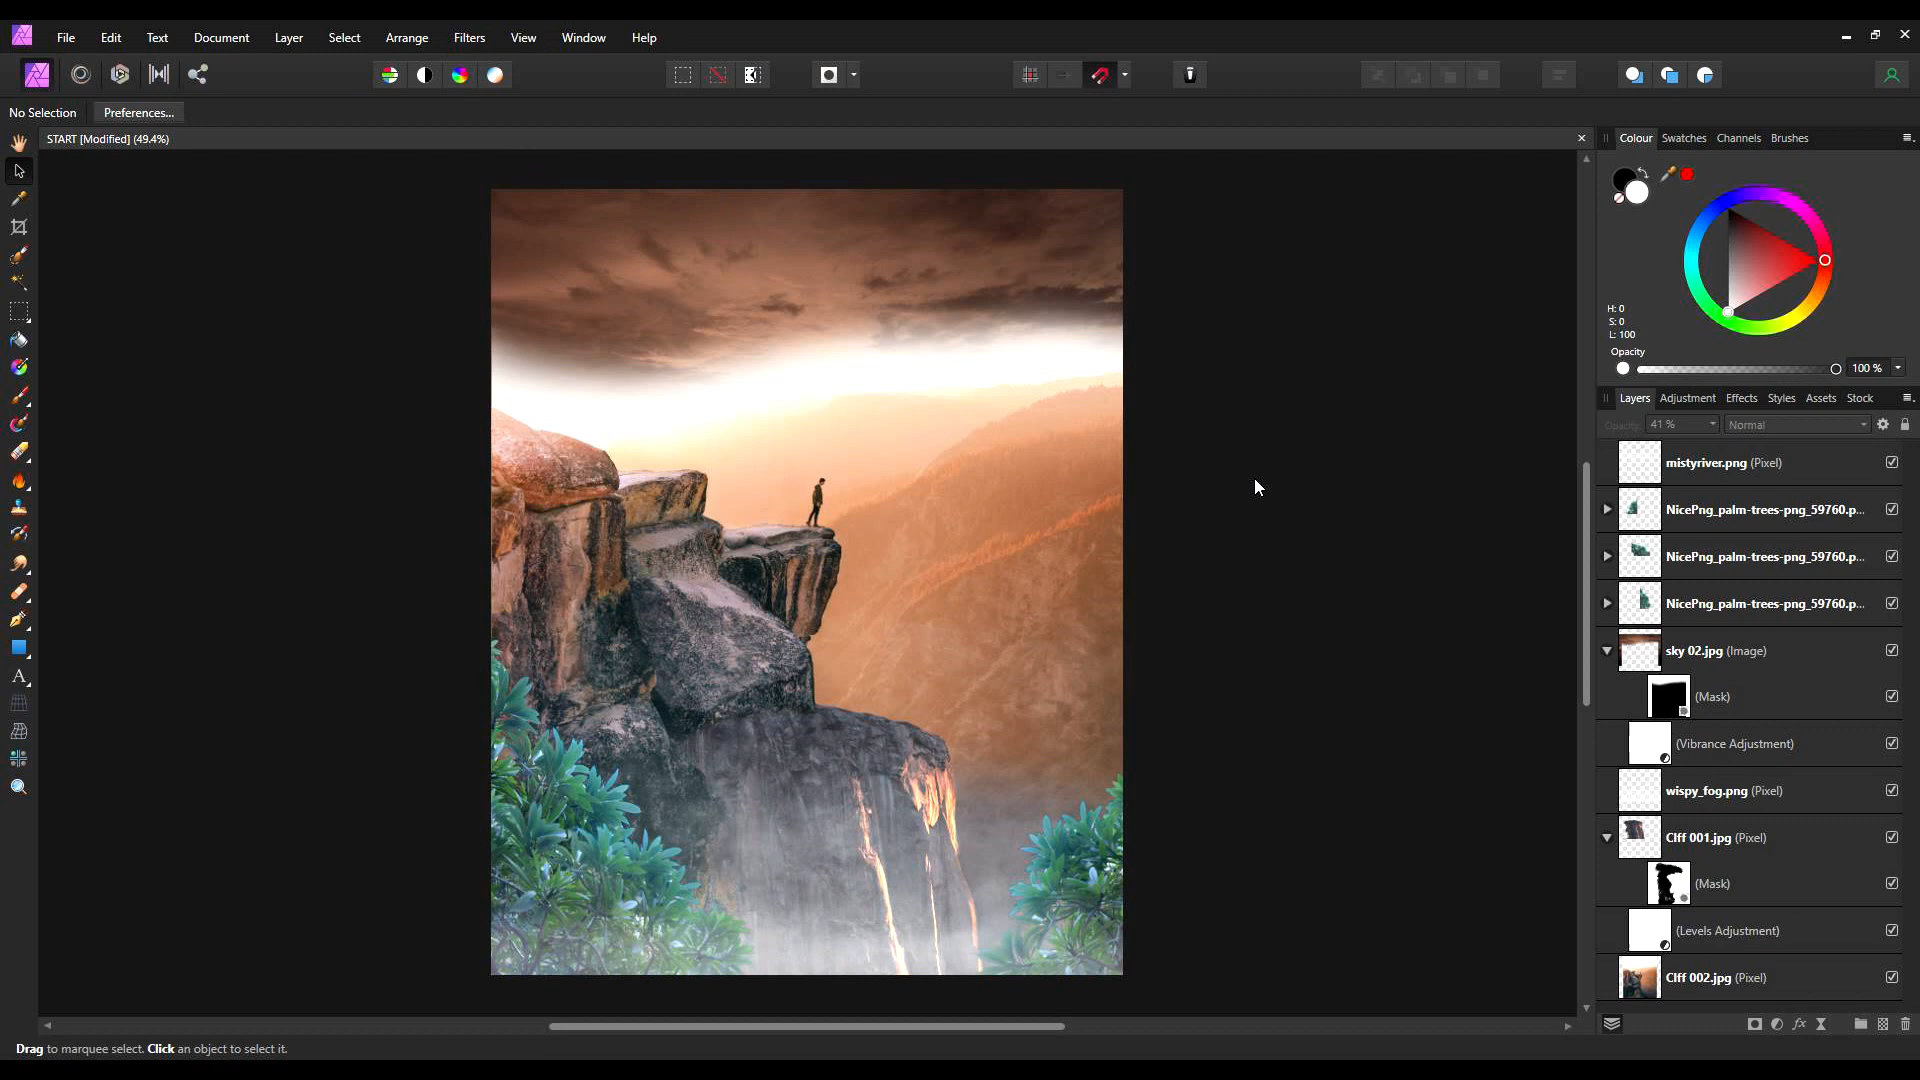 File Edit Text Document Layer Select Arrange Filters View Window Help
No Selection Preferences...
START [Modified] (49.4%)
Colour Swatches Channels Brushes
H: 0
S: 0
L: 100
Opacity
100 %
Layers Adjustment Effects Styles Assets Stock
Opacity: 41 % Normal
mistyriver.png (Pixel)
NicePng_palm-trees-png_59760.p...
NicePng_palm-trees-png_59760.p...
NicePng_palm-trees-png_59760.p...
sky 02.jpg (Image)
(Mask)
(Vibrance Adjustment)
wispy_fog.png (Pixel)
Clff 001.jpg (Pixel)
(Mask)
(Levels Adjustment)
Clff 002.jpg (Pixel)
Drag to marquee select. Click an object to select it.